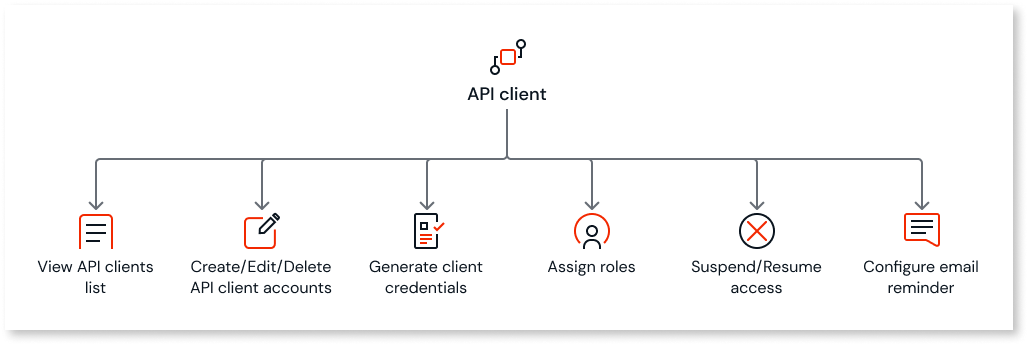 API client
View API clients
list
Create/Edit/Delete
API client accounts
Generate client
credentials
Assign roles
Suspend/Resume
access
Configure email
reminder